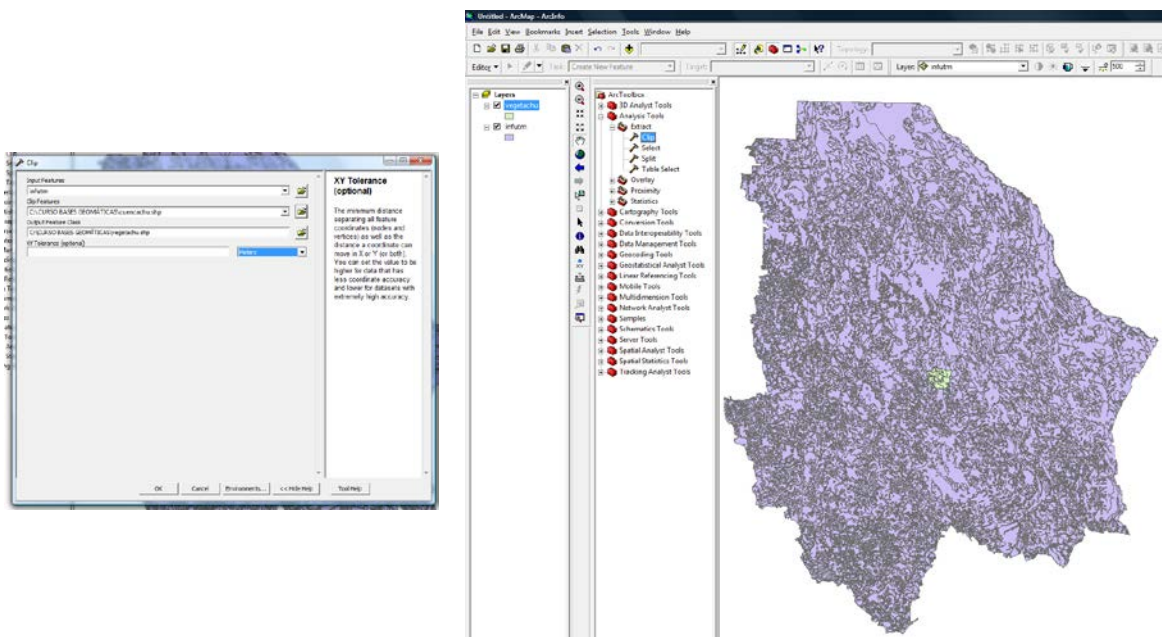 Clip
Input Features
infutm
Clip Features
C:\CURSO BASES GEOMÁTICAS\cuencachu.shp
Output Feature Class
C:\CURSO BASES GEOMÁTICAS\vegetachu.shp
XY Tolerance (optional)
Meters
XY Tolerance
(optional)
The minimum distance
separating all feature
coordinates (nodes and
vertices) as well as the
distance a coordinate can
move in X or Y (or both).
You can set the value to be
higher for data that has
less coordinate accuracy
and lower for datasets with
extremely high accuracy.
OK
Cancel
Environments...
<< Hide Help
Tool Help
Untitled - ArcMap - ArcInfo
File Edit View Bookmarks Insert Selection Tools Window Help
Topology:
Editor Task: Create New Feature Target: Layer: infutm 100
Layers
vegetachu
infutm
ArcToolbox
3D Analyst Tools
Analysis Tools
Extract
Clip
Select
Split
Table Select
Overlay
Proximity
Statistics
Cartography Tools
Conversion Tools
Data Interoperability Tools
Data Management Tools
Geocoding Tools
Geostatistical Analyst Tools
Linear Referencing Tools
Mobile Tools
Multidimension Tools
Network Analyst Tools
Samples
Schematics Tools
Server Tools
Spatial Analyst Tools
Spatial Statistics Tools
Tracking Analyst Tools